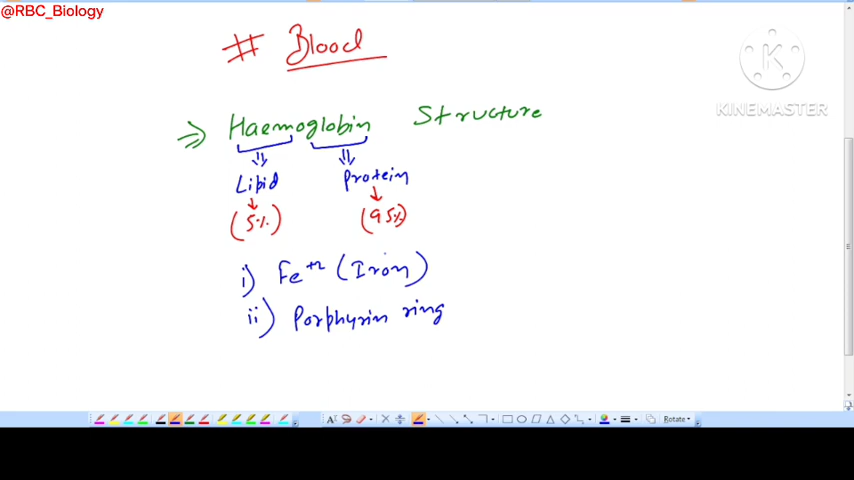 @RBC_Biology
# Blood
KINEMASTER
⇒ Haemoglobin Structure
Lipid Protein
(5%) (95%)
i) Fe+2 (Iron)
ii) Porphyrin ring
Rotate